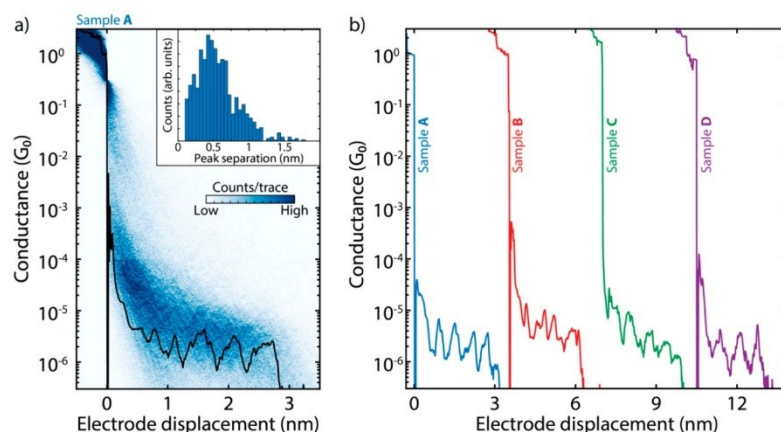 a)
Sample A
10⁰
10⁻¹
10⁻²
10⁻³
10⁻⁴
10⁻⁵
10⁻⁶
Conductance (G₀)
Counts (arb. units)
0 0.5 1 1.5
Peak separation (nm)
Counts/trace
Low High
0 1 2 3
Electrode displacement (nm)
b)
10⁰
10⁻¹
10⁻²
10⁻³
10⁻⁴
10⁻⁵
10⁻⁶
Conductance (G₀)
Sample A
Sample B
Sample C
Sample D
0 3 6 9 12
Electrode displacement (nm)